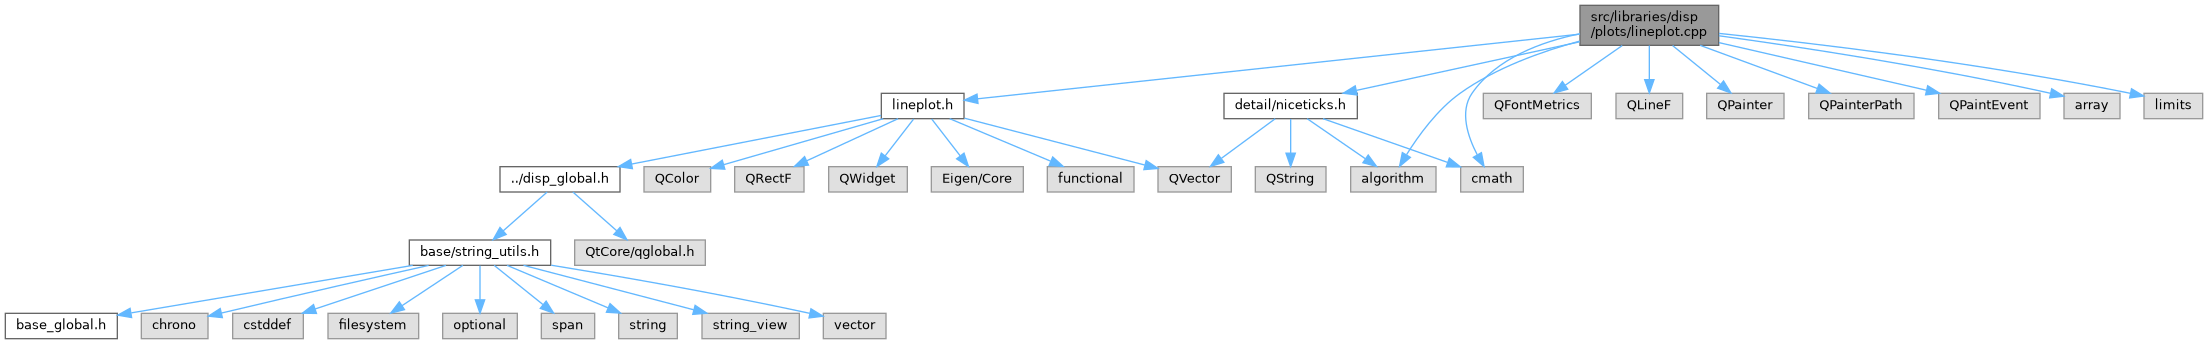 src/libraries/disp
/plots/lineplot.cpp
lineplot.h
detail/niceticks.h
QFontMetrics
QLineF
QPainter
QPainterPath
QPaintEvent
array
limits
../disp_global.h
QColor
QRectF
QWidget
Eigen/Core
functional
QVector
QString
algorithm
cmath
base/string_utils.h
QtCore/qglobal.h
base_global.h
chrono
cstddef
filesystem
optional
span
string
string_view
vector